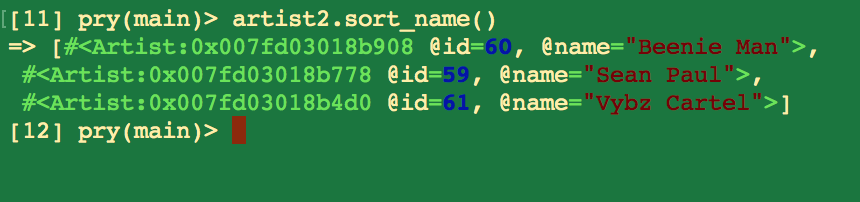 [[11] pry(main)> artist2.sort_name()
=> [#<Artist:0x007fd03018b908 @id=60, @name="Beenie Man">,
 #<Artist:0x007fd03018b778 @id=59, @name="Sean Paul">,
 #<Artist:0x007fd03018b4d0 @id=61, @name="Vybz Cartel">]
[12] pry(main)>